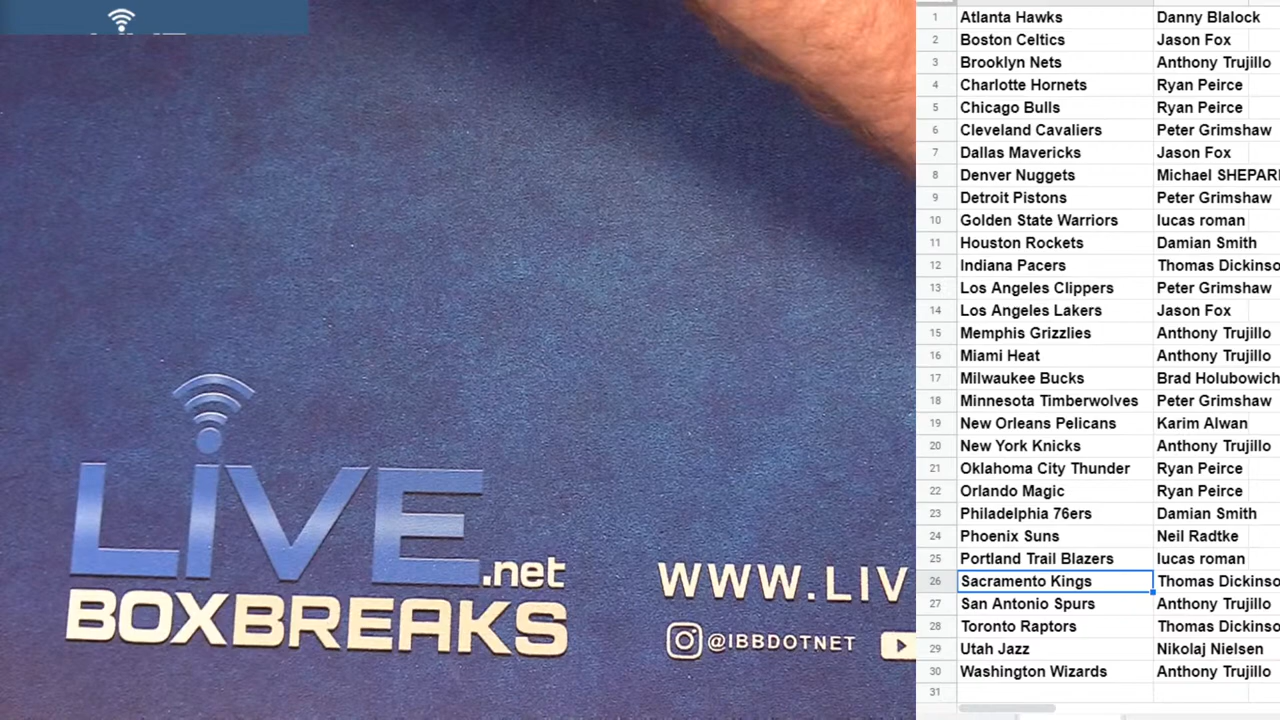 LIVE
.net
BOXBREAKS
WWW.LIV
@IBBDOTNET
1 Atlanta Hawks Danny Blalock
2 Boston Celtics Jason Fox
3 Brooklyn Nets Anthony Trujillo
4 Charlotte Hornets Ryan Peirce
5 Chicago Bulls Ryan Peirce
6 Cleveland Cavaliers Peter Grimshaw
7 Dallas Mavericks Jason Fox
8 Denver Nuggets Michael SHEPAR
9 Detroit Pistons Peter Grimshaw
10 Golden State Warriors lucas roman
11 Houston Rockets Damian Smith
12 Indiana Pacers Thomas Dickinso
13 Los Angeles Clippers Peter Grimshaw
14 Los Angeles Lakers Jason Fox
15 Memphis Grizzlies Anthony Trujillo
16 Miami Heat Anthony Trujillo
17 Milwaukee Bucks Brad Holubowich
18 Minnesota Timberwolves Peter Grimshaw
19 New Orleans Pelicans Karim Alwan
20 New York Knicks Anthony Trujillo
21 Oklahoma City Thunder Ryan Peirce
22 Orlando Magic Ryan Peirce
23 Philadelphia 76ers Damian Smith
24 Phoenix Suns Neil Radtke
25 Portland Trail Blazers lucas roman
26 Sacramento Kings Thomas Dickinso
27 San Antonio Spurs Anthony Trujillo
28 Toronto Raptors Thomas Dickinso
29 Utah Jazz Nikolaj Nielsen
30 Washington Wizards Anthony Trujillo
31